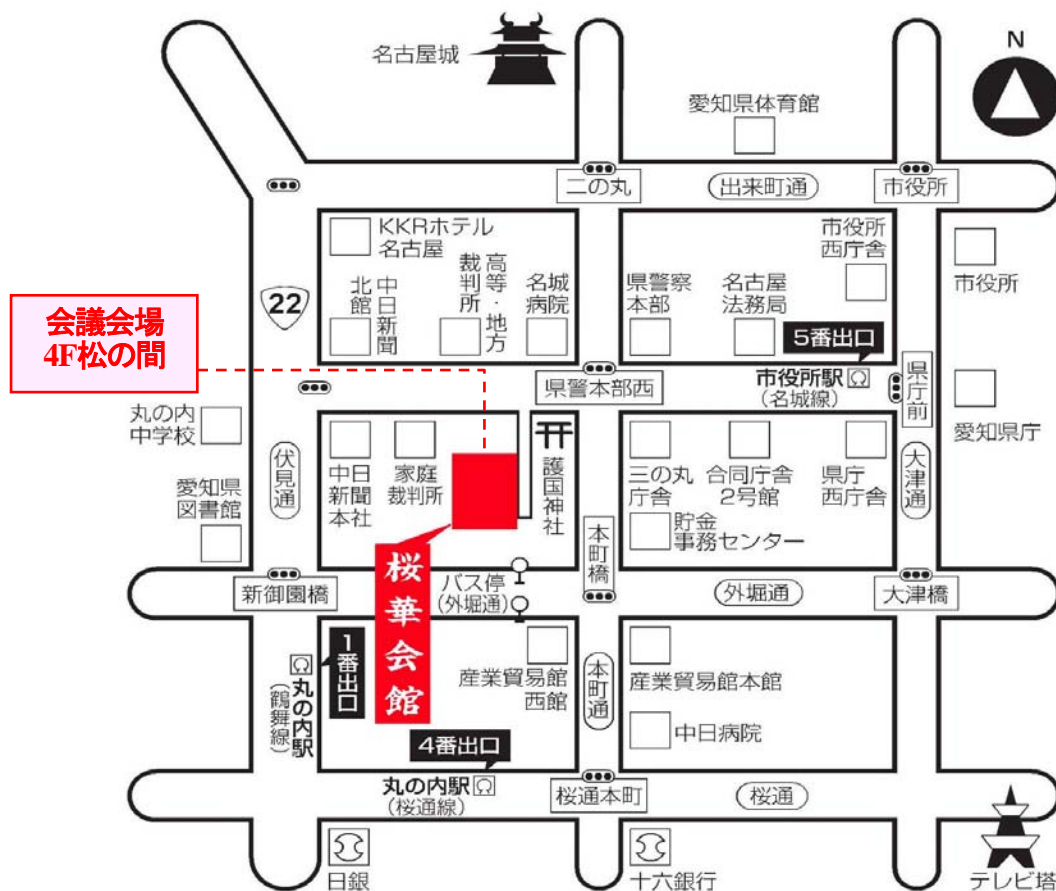 名古屋城
N
愛知県体育館
二の丸
出来町通
市役所
KKRホテル
名古屋
中日新聞
北館
高等・地方
裁判所
名城
病院
県警察
本部
名古屋
法務局
市役所
西庁舎
市役所
22
5番出口
会議会場
4F松の間
県警本部西
市役所駅
(名城線)
県庁前
愛知県庁
丸の内
中学校
伏見通
中日
新聞
本社
家庭
裁判所
護国神社
三の丸
庁舎
合同庁舎
2号館
県庁
西庁舎
大津通
愛知県
図書館
貯金
事務センター
本町橋
桜華会館
新御園橋
バス停
(外堀通)
外堀通
大津橋
1番出口
丸の内駅
(鶴舞線)
産業貿易館
西館
本町通
産業貿易館本館
中日病院
4番出口
丸の内駅
(桜通線)
桜通本町
桜通
日銀
十六銀行
テレビ塔